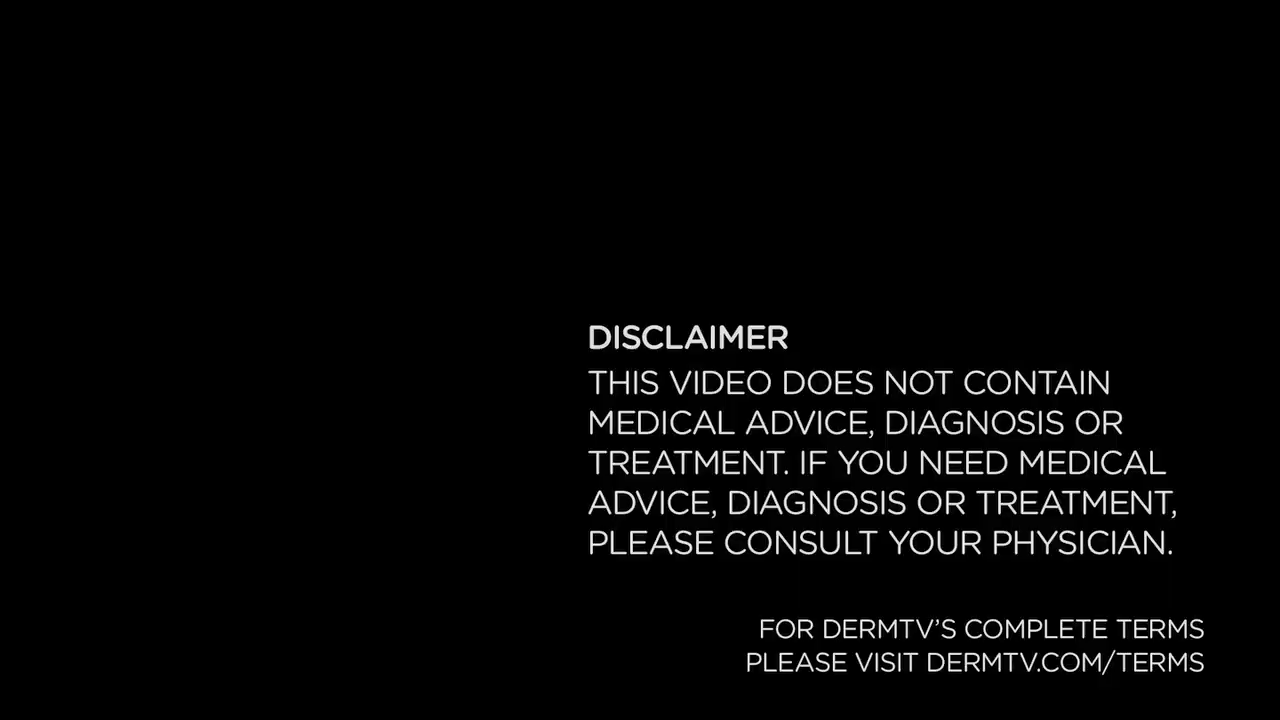 DISCLAIMER
THIS VIDEO DOES NOT CONTAIN
MEDICAL ADVICE, DIAGNOSIS OR
TREATMENT. IF YOU NEED MEDICAL
ADVICE, DIAGNOSIS OR TREATMENT,
PLEASE CONSULT YOUR PHYSICIAN.
FOR DERMTV’S COMPLETE TERMS
PLEASE VISIT DERMTV.COM/TERMS